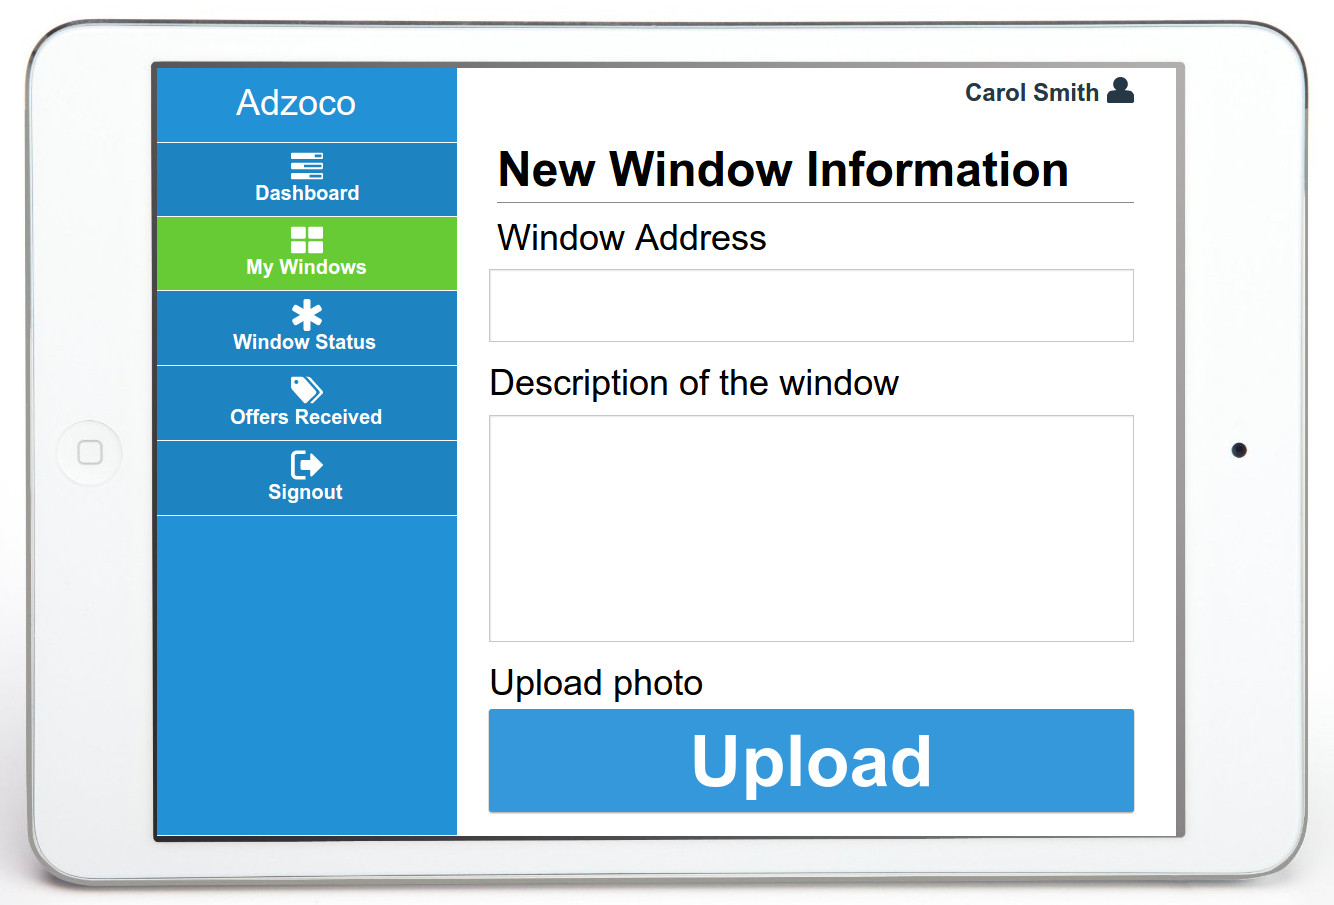 Adzoco
Dashboard
My Windows
Window Status
Offers Received
Signout
Carol Smith
New Window Information
Window Address
Description of the window
Upload photo
Upload